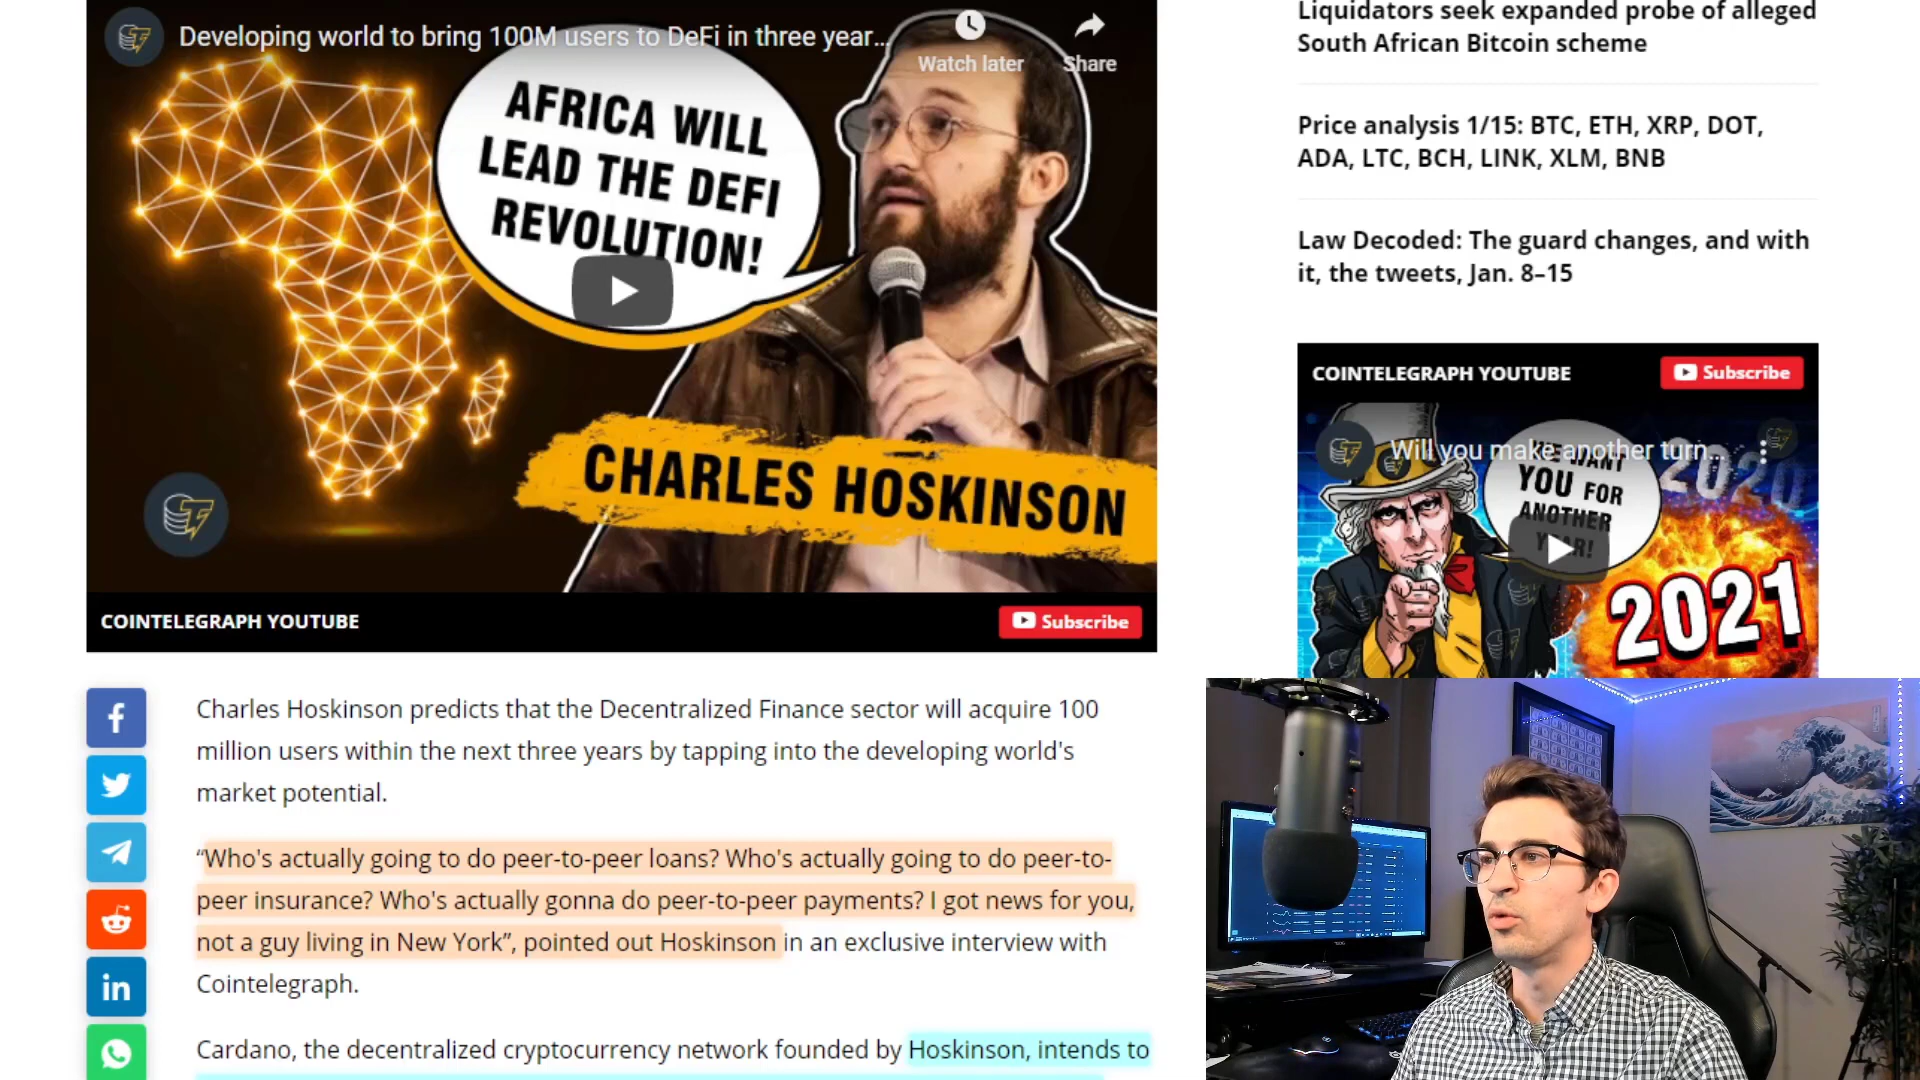 Developing world to bring 100M users to DeFi in three year...
Watch later
Share
AFRICA WILL
LEAD THE DEFI
REVOLUTION!
CHARLES HOSKINSON
COINTELEGRAPH YOUTUBE
Subscribe
Charles Hoskinson predicts that the Decentralized Finance sector will acquire 100
million users within the next three years by tapping into the developing world's
market potential.
“Who's actually going to do peer-to-peer loans? Who's actually going to do peer-to-
peer insurance? Who's actually gonna do peer-to-peer payments? I got news for you,
not a guy living in New York”, pointed out Hoskinson in an exclusive interview with
Cointelegraph.
Cardano, the decentralized cryptocurrency network founded by Hoskinson, intends to
Liquidators seek expanded probe of alleged
South African Bitcoin scheme
Price analysis 1/15: BTC, ETH, XRP, DOT,
ADA, LTC, BCH, LINK, XLM, BNB
Law Decoded: The guard changes, and with
it, the tweets, Jan. 8–15
COINTELEGRAPH YOUTUBE
Subscribe
Will you make another turn...
WE WANT
YOU FOR
ANOTHER
YEAR!
2020
2021